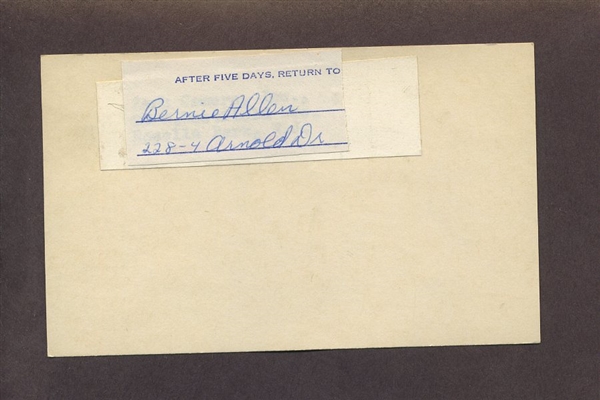 AFTER FIVE DAYS, RETURN TO
Bernie Allen
228-4 Arnold Dr